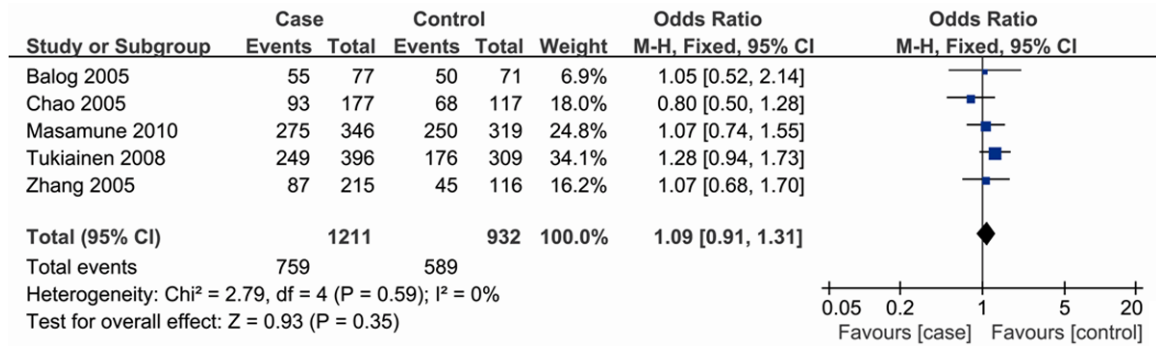 Case Control Odds Ratio Odds Ratio
Study or Subgroup Events Total Events Total Weight M-H, Fixed, 95% CI M-H, Fixed, 95% CI
Balog 2005 55 77 50 71 6.9% 1.05 [0.52, 2.14]
Chao 2005 93 177 68 117 18.0% 0.80 [0.50, 1.28]
Masamune 2010 275 346 250 319 24.8% 1.07 [0.74, 1.55]
Tukiainen 2008 249 396 176 309 34.1% 1.28 [0.94, 1.73]
Zhang 2005 87 215 45 116 16.2% 1.07 [0.68, 1.70]
Total (95% CI) 1211 932 100.0% 1.09 [0.91, 1.31]
Total events 759 589
Heterogeneity: Chi² = 2.79, df = 4 (P = 0.59); I² = 0%
Test for overall effect: Z = 0.93 (P = 0.35)
0.05 0.2 1 5 20
Favours [case] Favours [control]